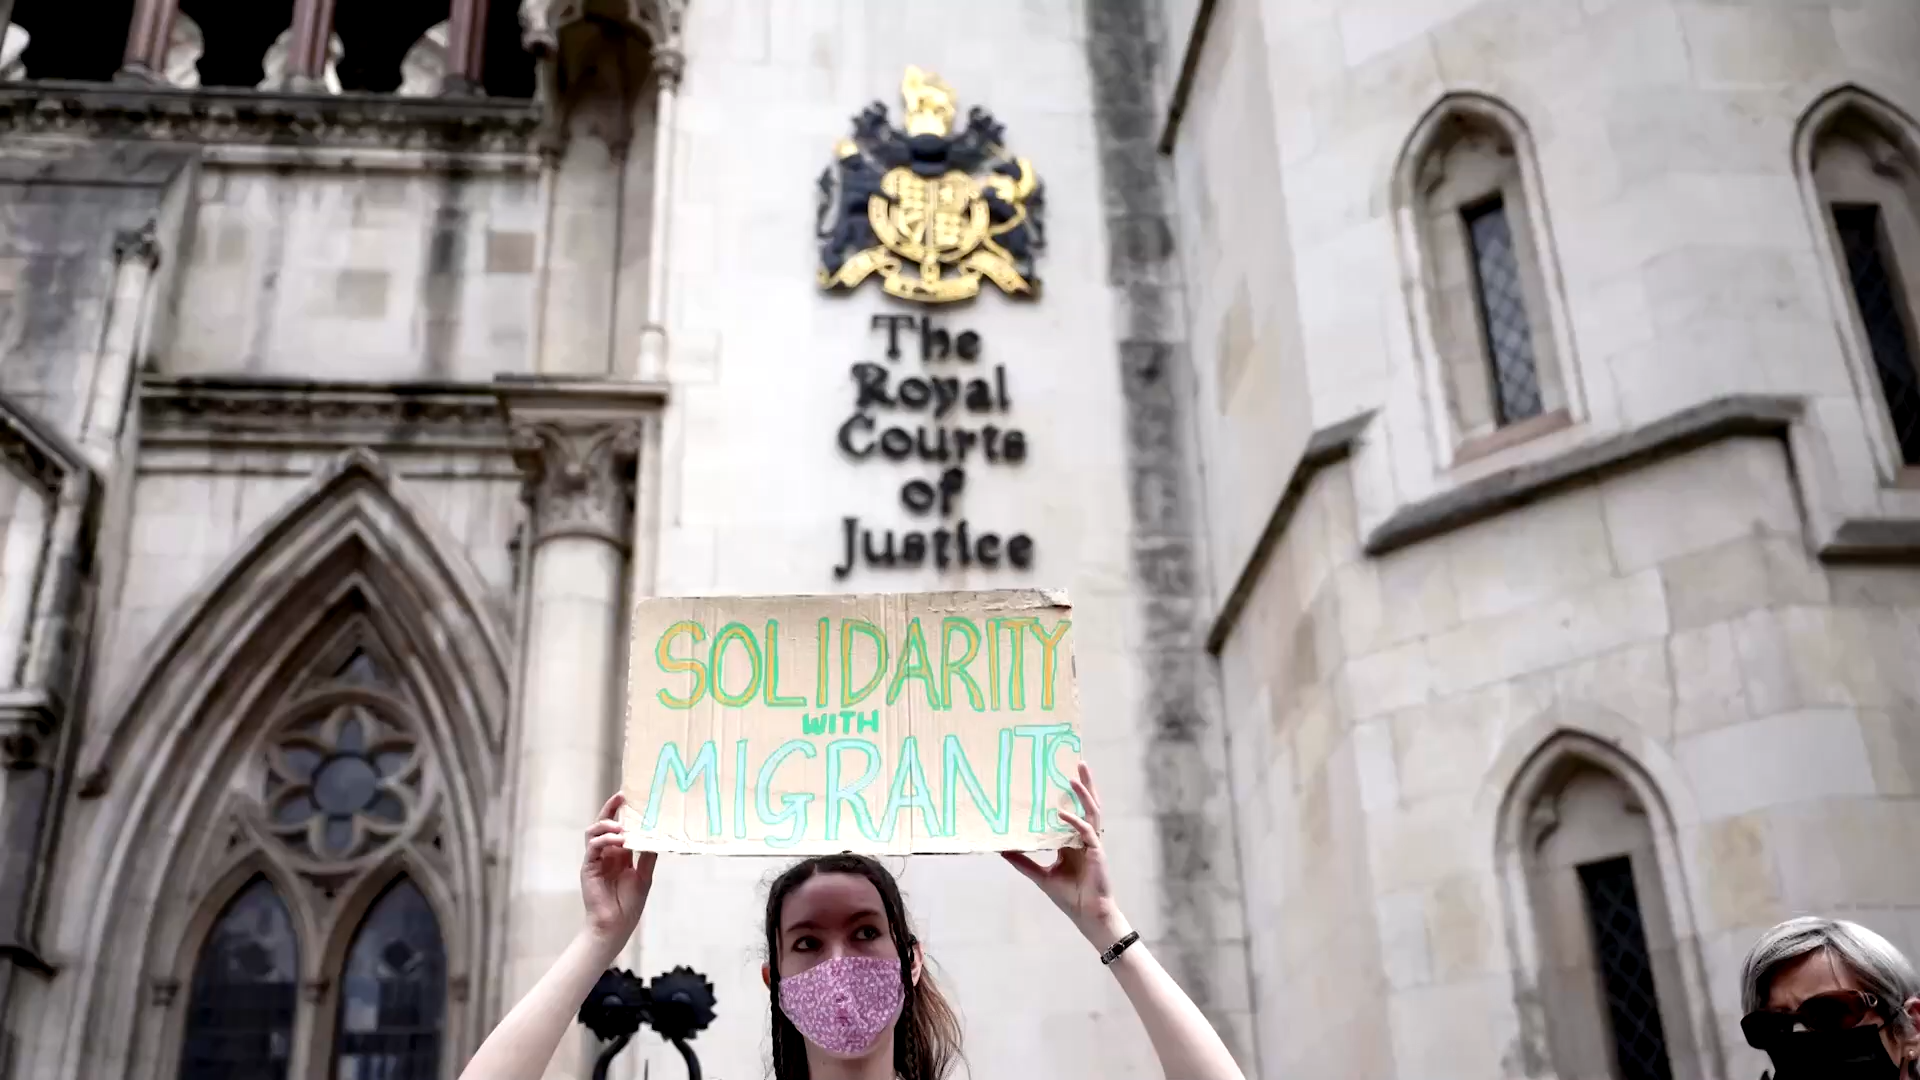 The
Royal
Courts
of
Justice
SOLIDARITY
WITH
MIGRANTS